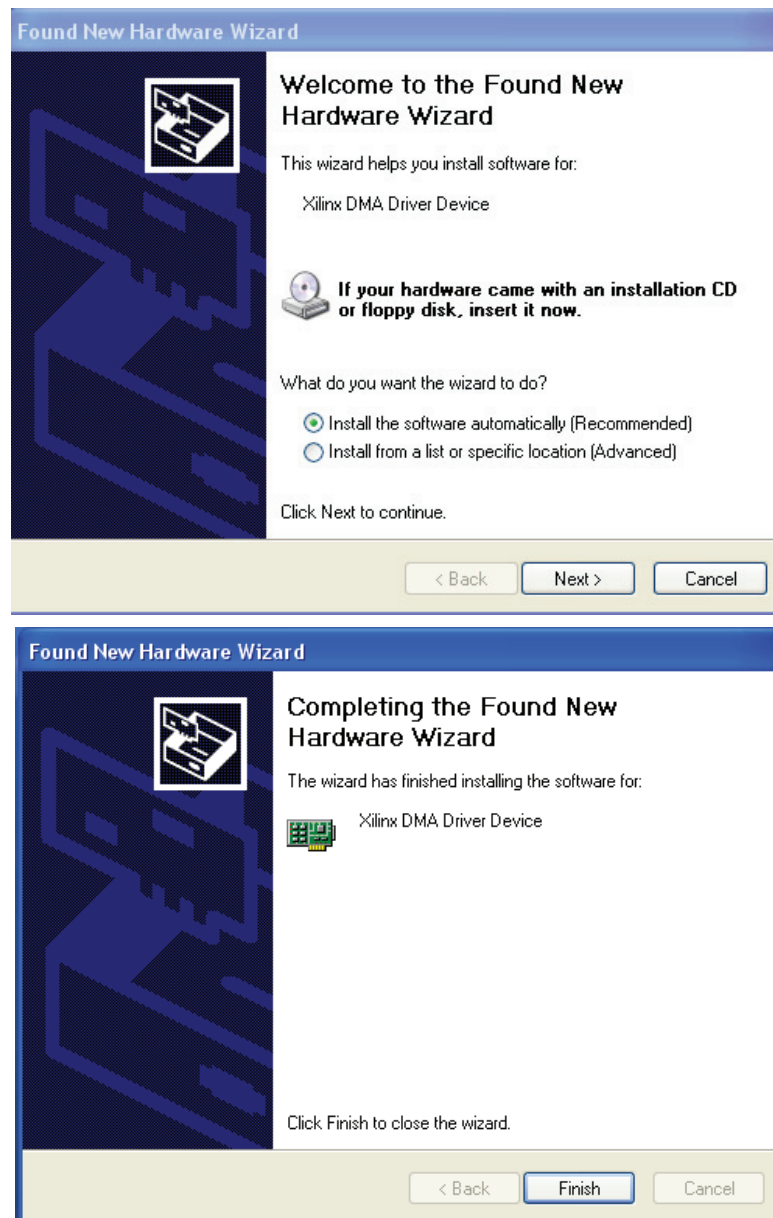 Found New Hardware Wizard
Welcome to the Found New
Hardware Wizard
This wizard helps you install software for:
Xilinx DMA Driver Device
If your hardware came with an installation CD
or floppy disk, insert it now.
What do you want the wizard to do?
Install the software automatically (Recommended)
Install from a list or specific location (Advanced)
Click Next to continue.
< Back Next > Cancel
Found New Hardware Wizard
Completing the Found New
Hardware Wizard
The wizard has finished installing the software for:
Xilinx DMA Driver Device
Click Finish to close the wizard.
< Back Finish Cancel